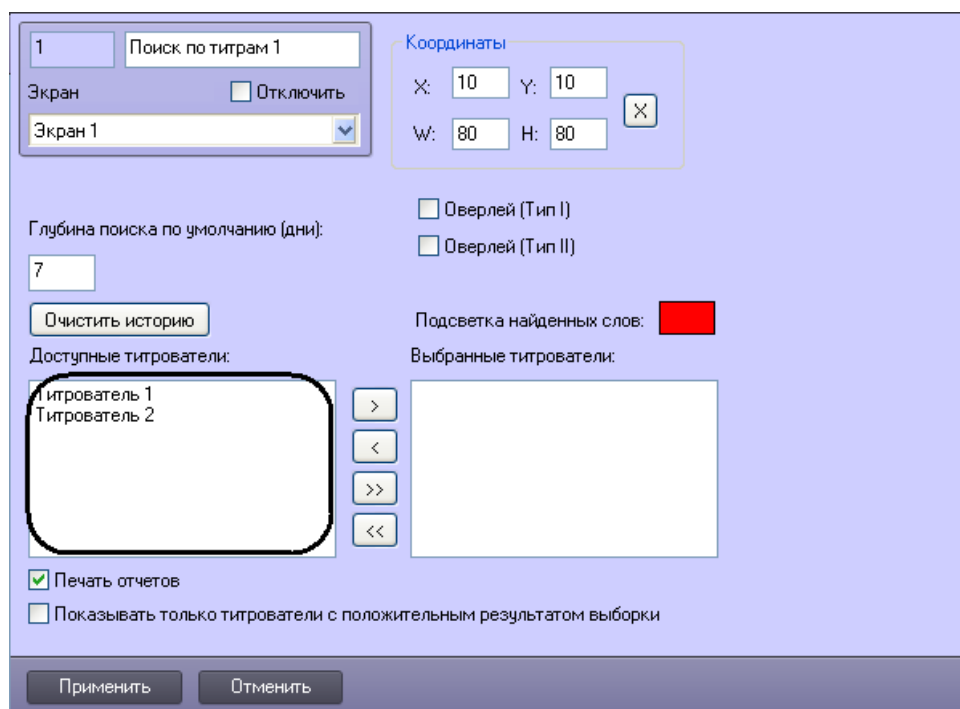 1
Поиск по титрам 1
Экран
Отключить
Экран 1
Координаты
X: 10 Y: 10
X
W: 80 H: 80
Оверлей (Тип I)
Оверлей (Тип II)
Глубина поиска по умолчанию (дни):
7
Очистить историю
Подсветка найденных слов:
Доступные титрователи:
Выбранные титрователи:
Титрователь 1
Титрователь 2
>
<
>>
<<
Печать отчетов
Показывать только титрователи с положительным результатом выборки
Применить
Отменить